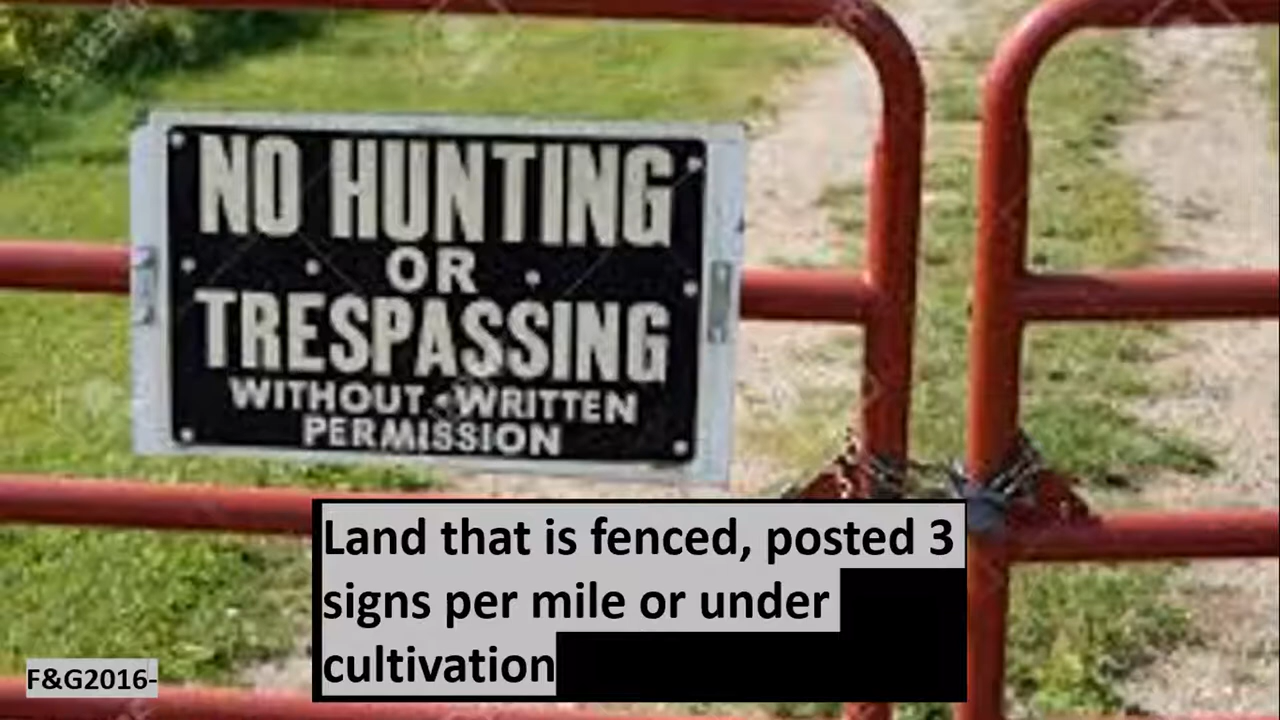 NO HUNTING
OR
TRESPASSING
WITHOUT WRITTEN
PERMISSION
Land that is fenced, posted 3
signs per mile or under
cultivation
F&G2016-